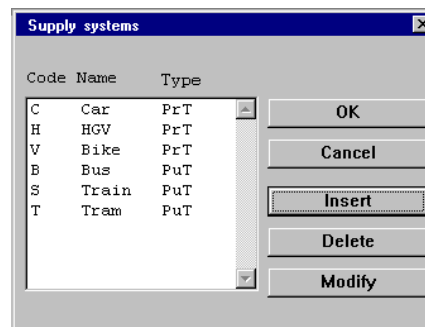 Supply systems
Code Name Type
C Car PrT
H HGV PrT
V Bike PrT
B Bus PuT
S Train PuT
T Tram PuT
OK
Cancel
Insert
Delete
Modify